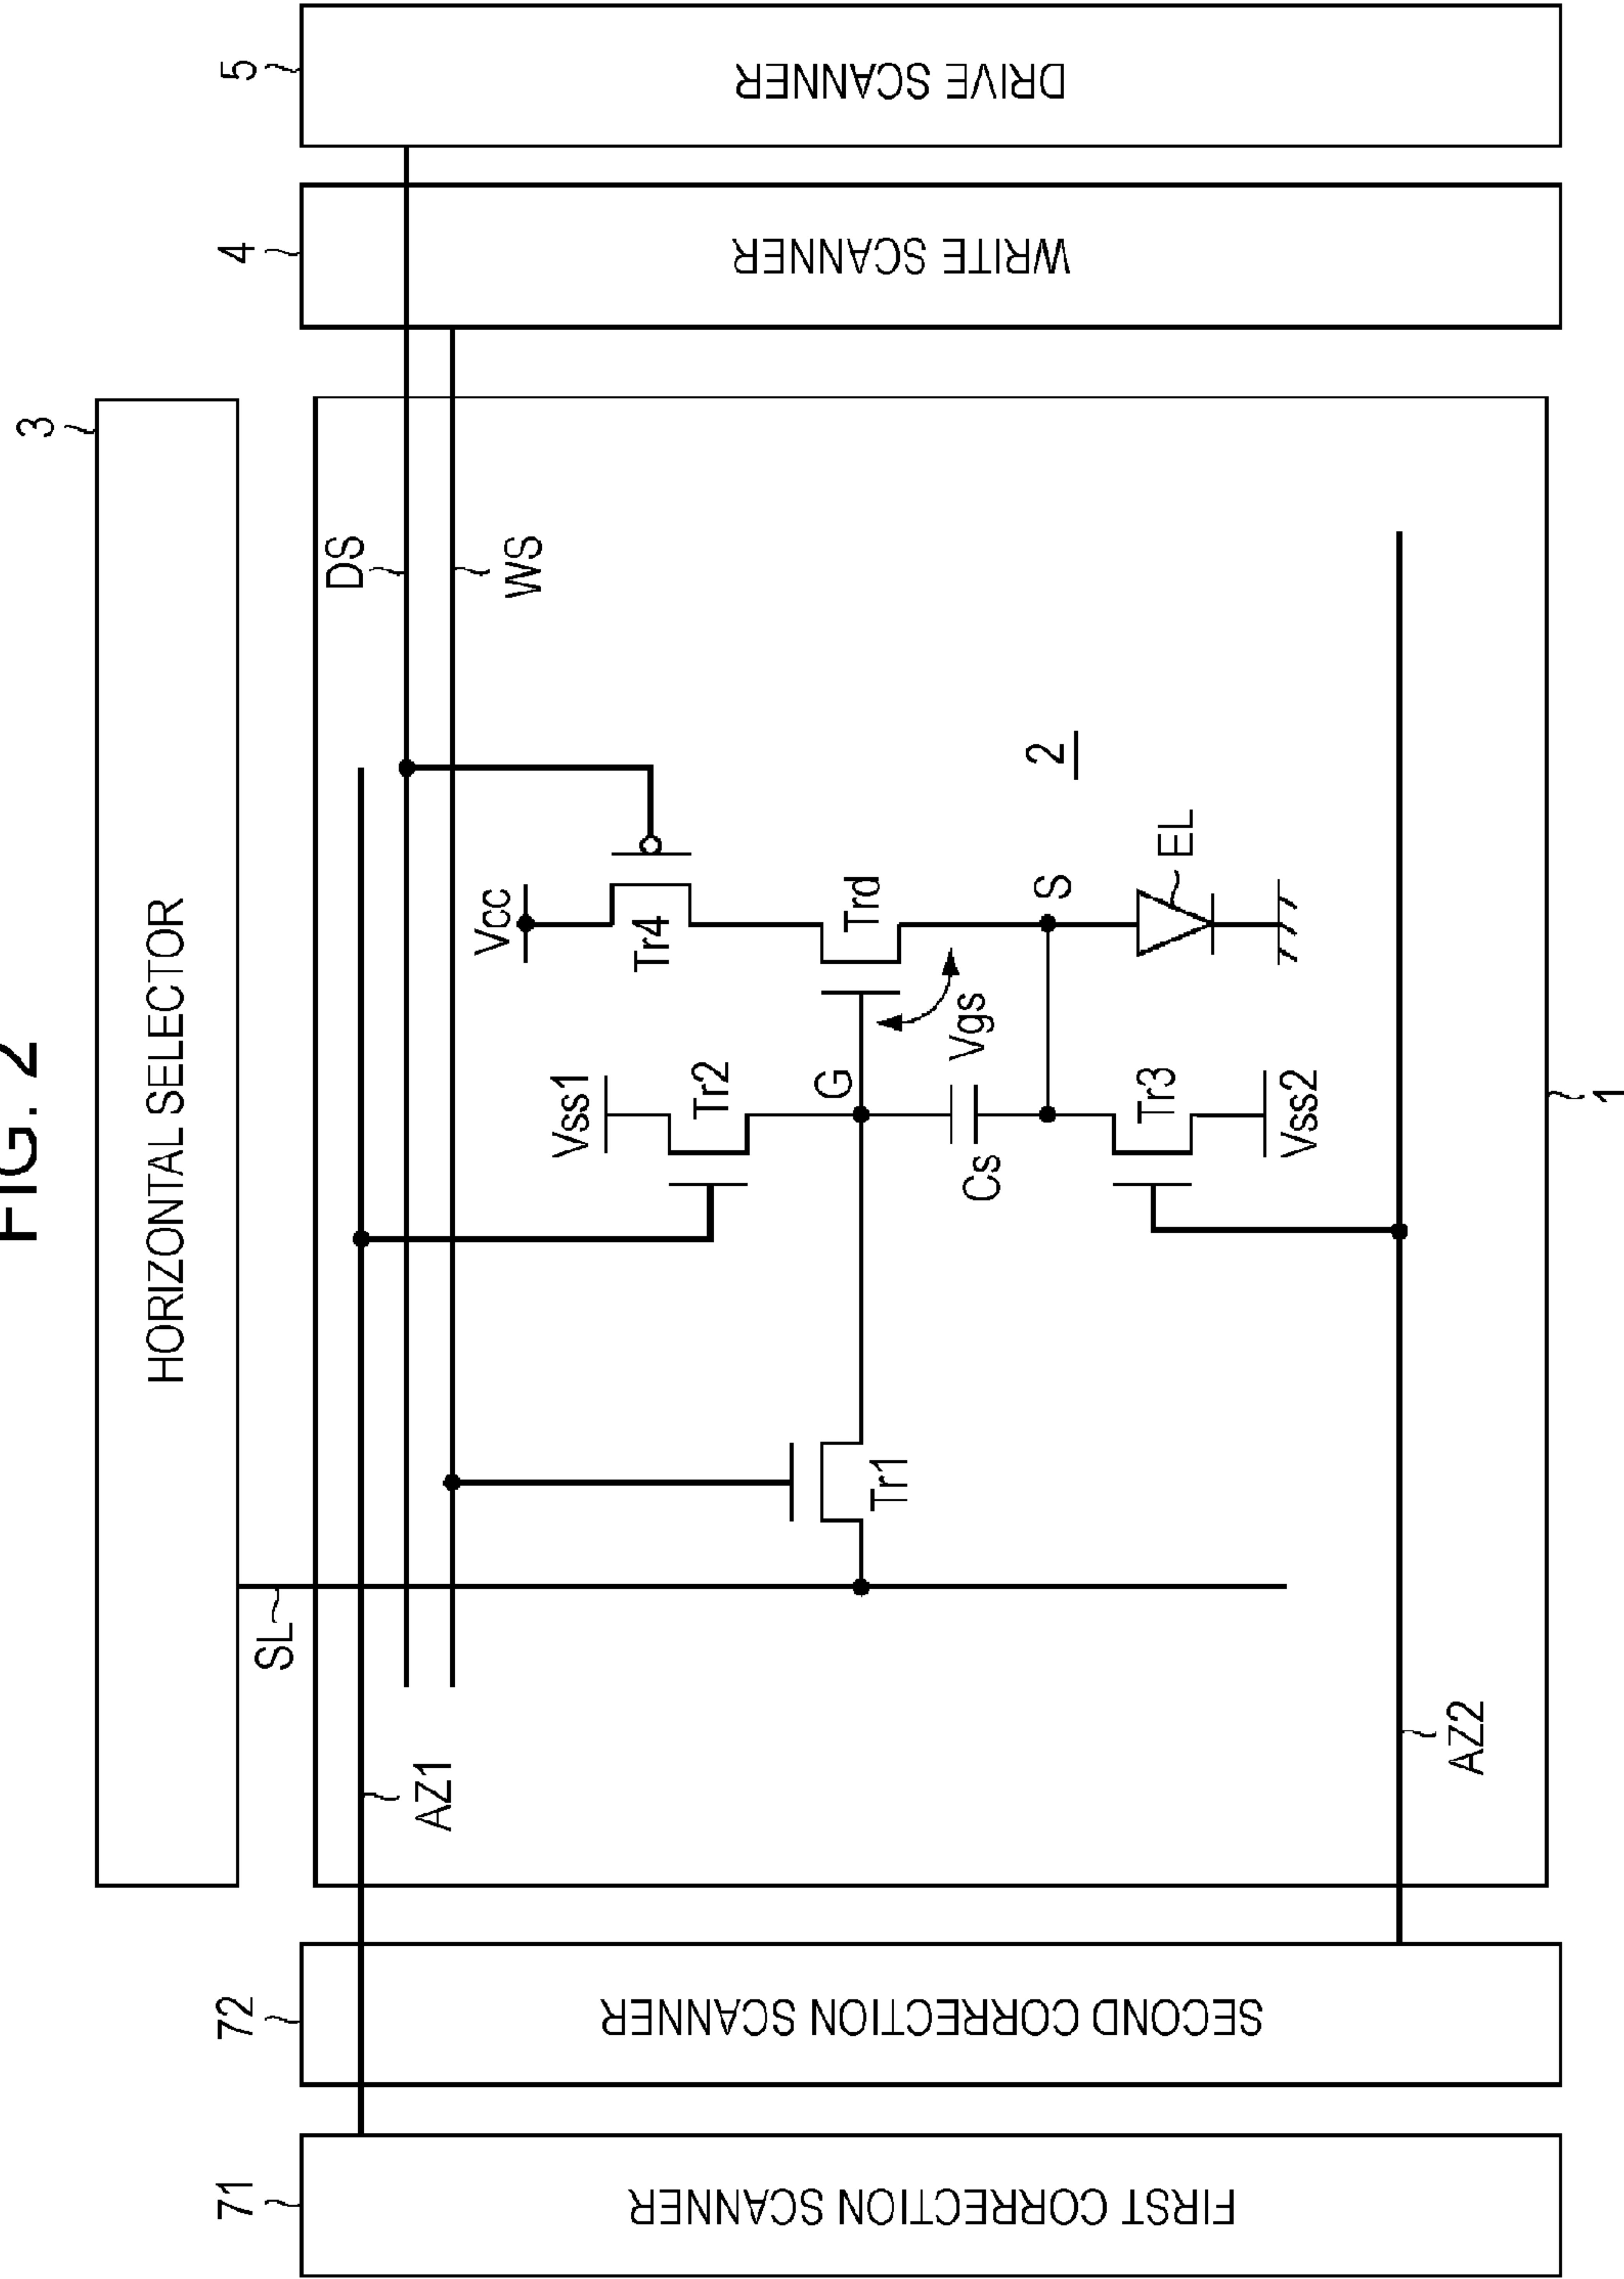 FIG. 2
3
HORIZONTAL SELECTOR
71
72
SL
4
5
FIRST CORRECTION SCANNER
SECOND CORRECTION SCANNER
AZ1
DS
WS
WRITE SCANNER
DRIVE SCANNER
Vss1
Vcc
Tr2
Tr4
Tr1
G
Trd
Vgs
Cs
S
2
Tr3
EL
Vss2
AZ2
1